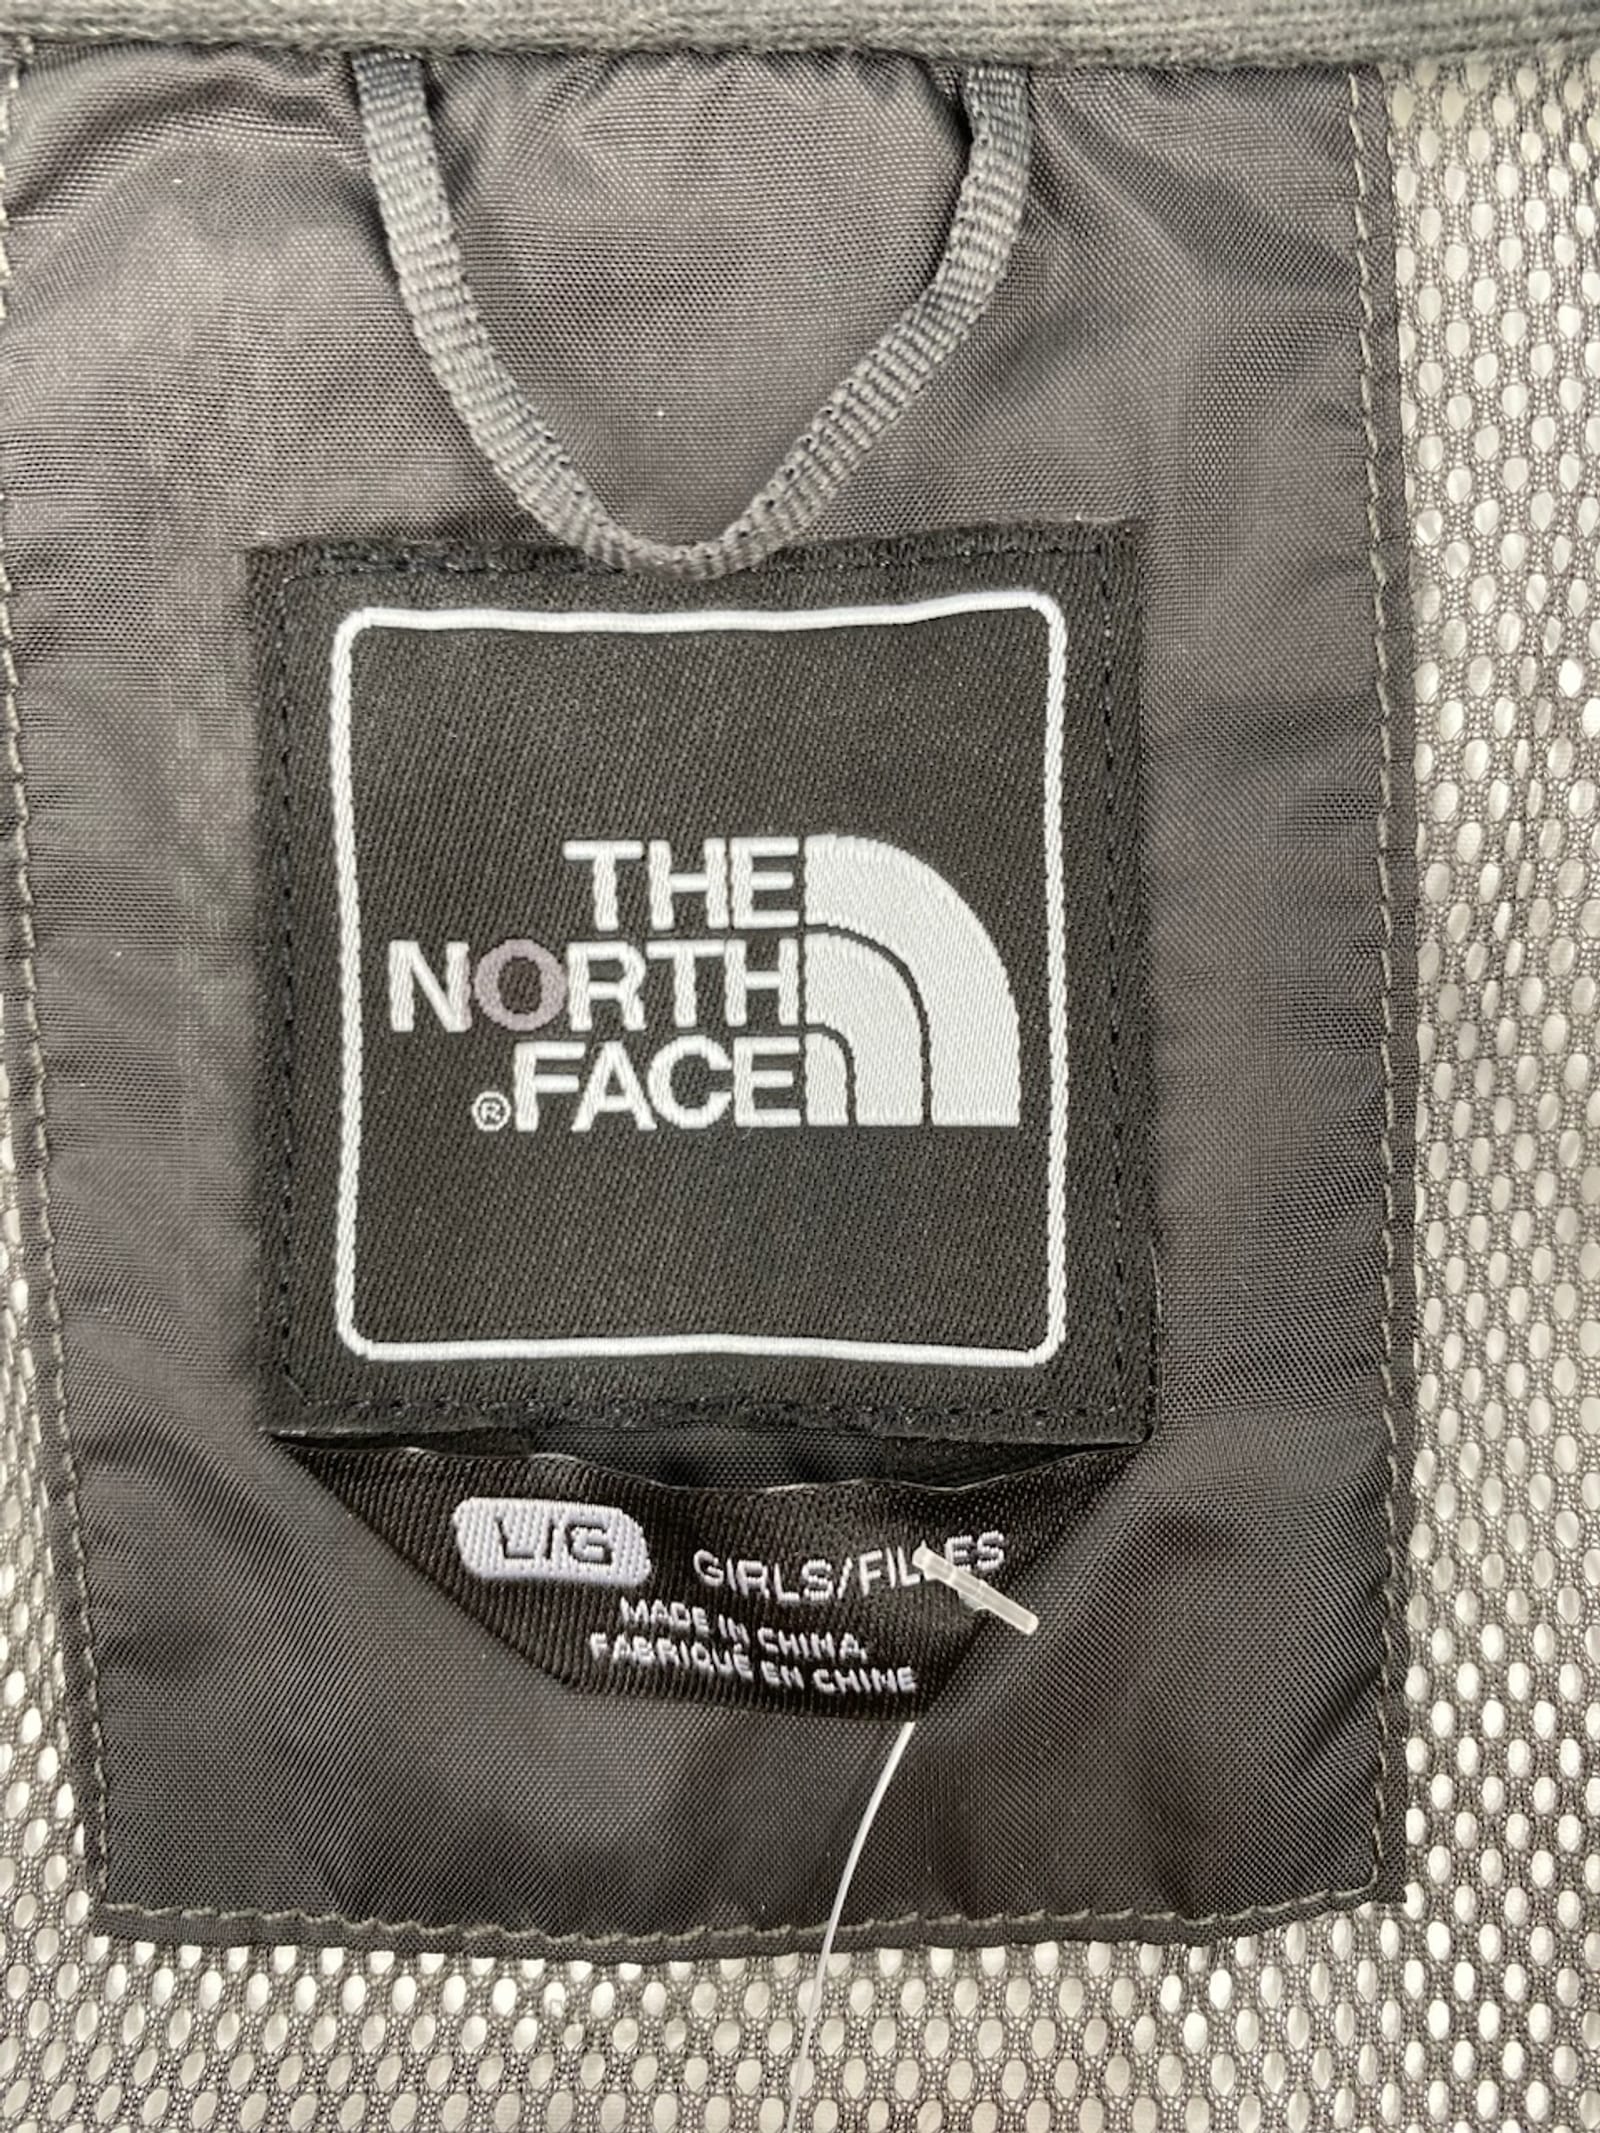 THE
NORTH
®FACE
L/G GIRLS/FILLES
MADE IN CHINA
FABRIQUÉ EN CHINE